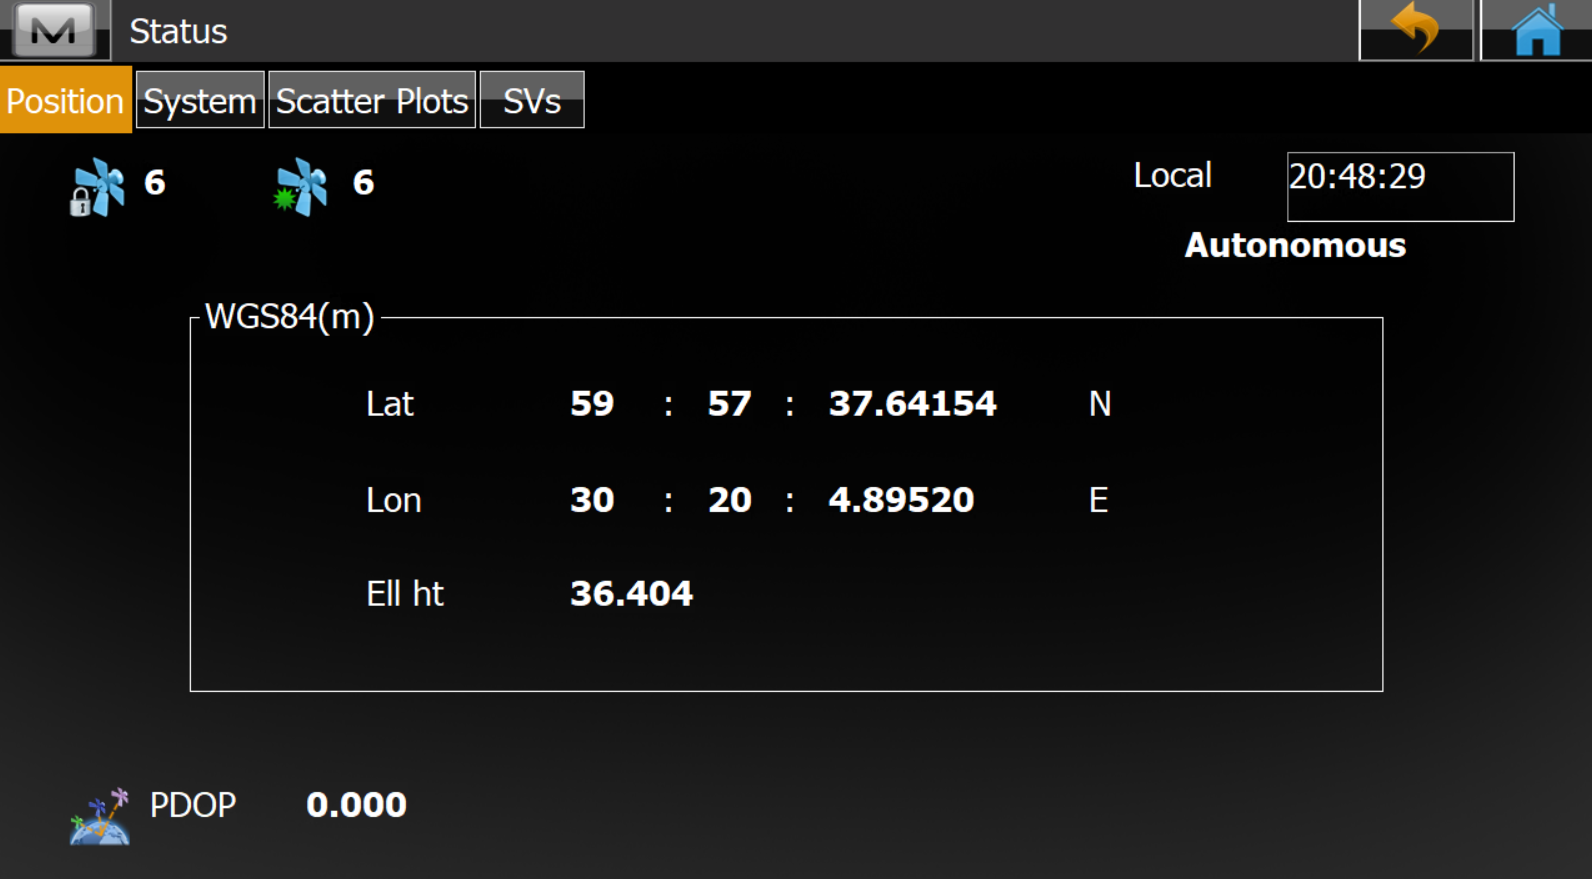 Status
Position System Scatter Plots SVs
6 6 Local 20:48:29
Autonomous
WGS84(m)
Lat 59 : 57 : 37.64154 N
Lon 30 : 20 : 4.89520 E
Ell ht 36.404
PDOP 0.000